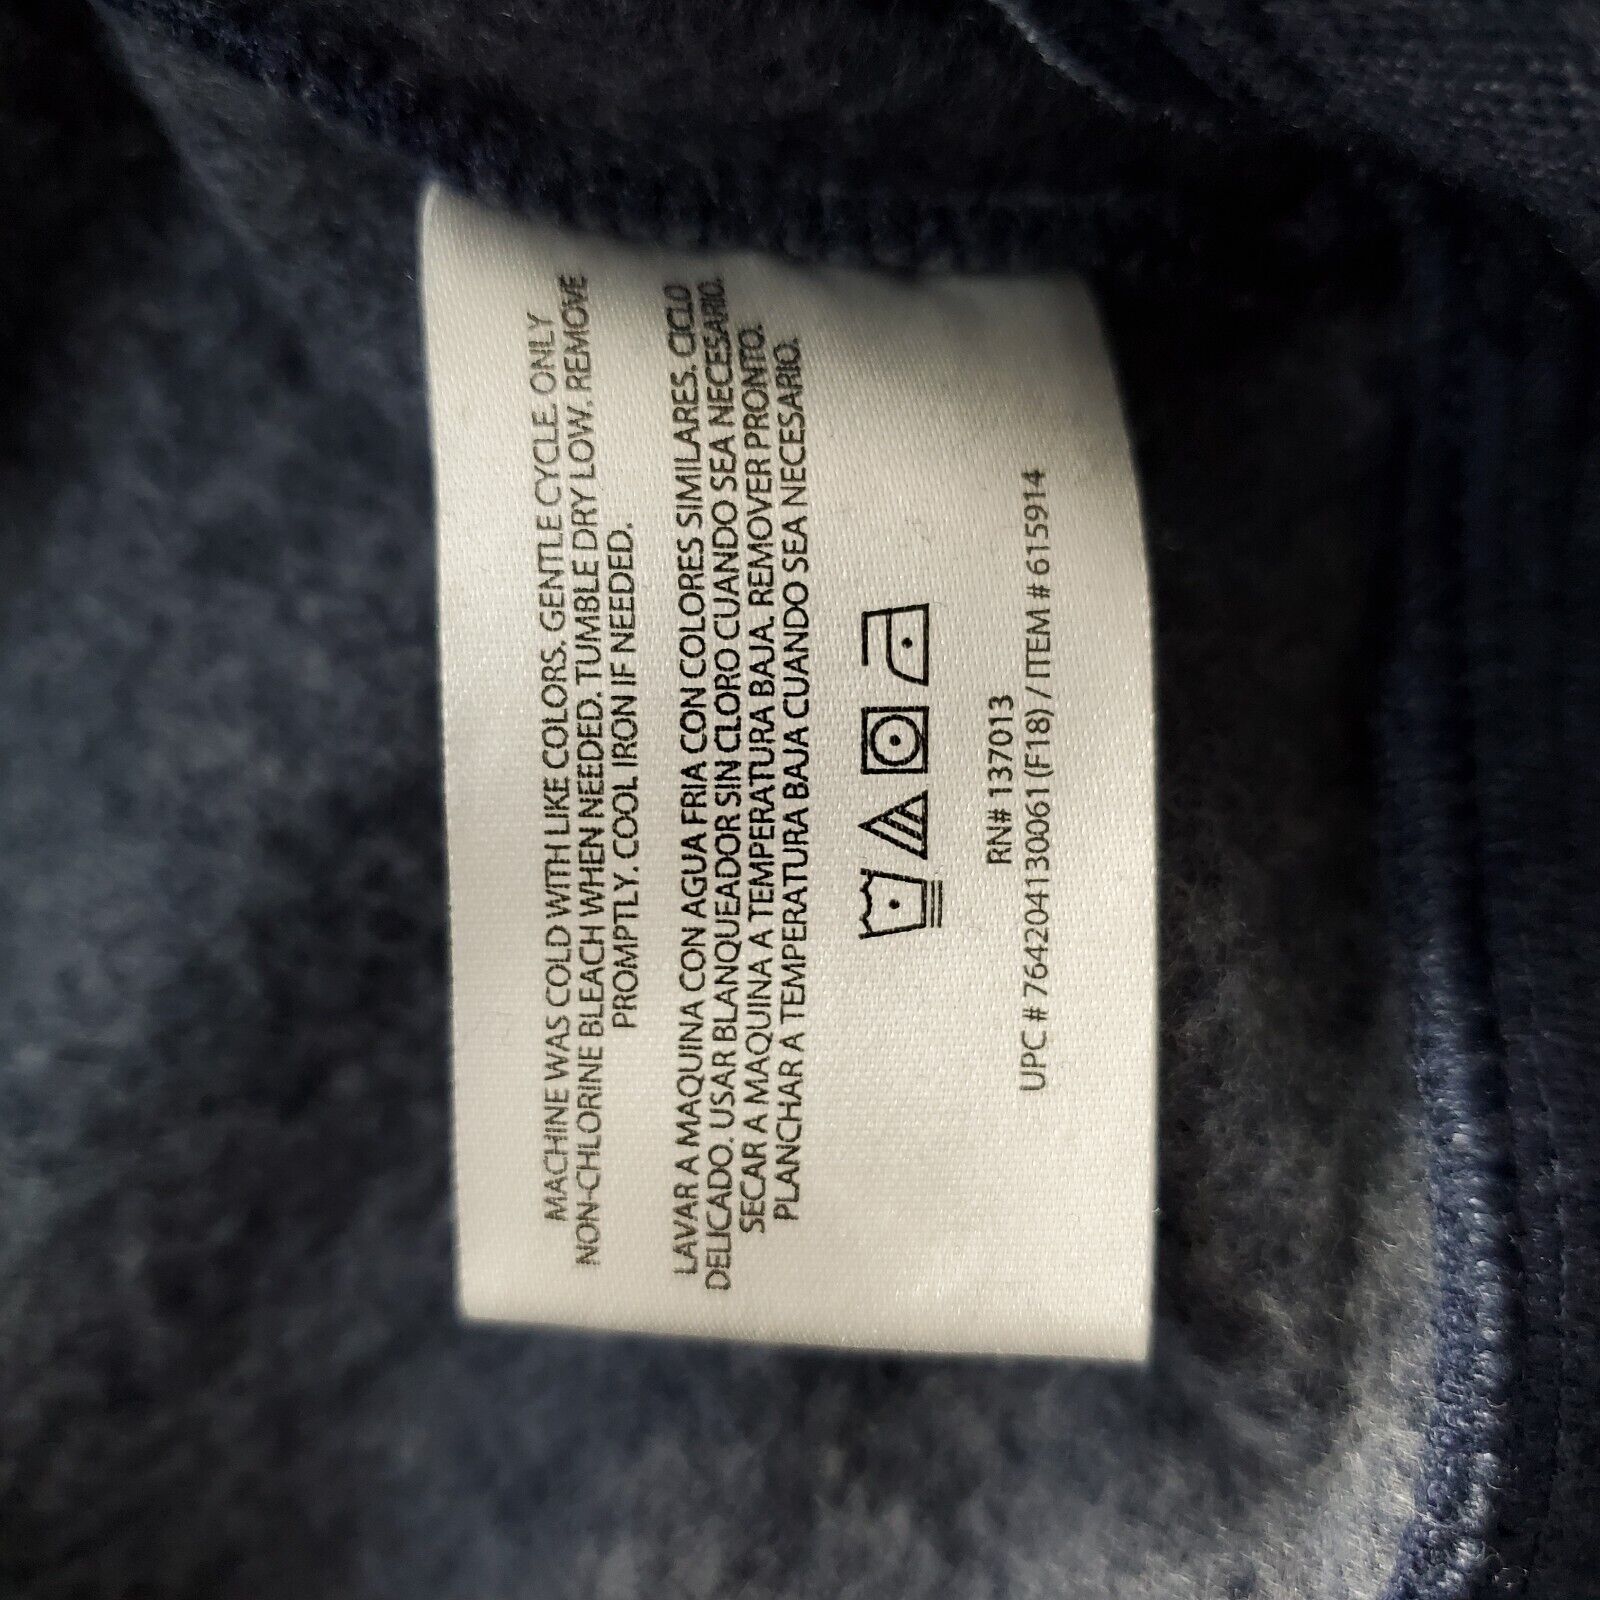 MACHINE WAS COLD WITH LIKE COLORS. GENTLE CYCLE. ONLY
NON-CHLORINE BLEACH WHEN NEEDED. TUMBLE DRY LOW. REMOVE
PROMPTLY. COOL IRON IF NEEDED.
LAVAR A MAQUINA CON AGUA FRIA CON COLORES SIMILARES. CICLO
DELICADO. USAR BLANQUEADOR SIN CLORO CUANDO SEA NECESARIO.
SECAR A MAQUINA A TEMPERATURA BAJA. REMOVER PRONTO.
PLANCHAR A TEMPERATURA BAJA CUANDO SEA NECESARIO.
RN# 137013
UPC # 764204130061 (F18) / ITEM # 615914